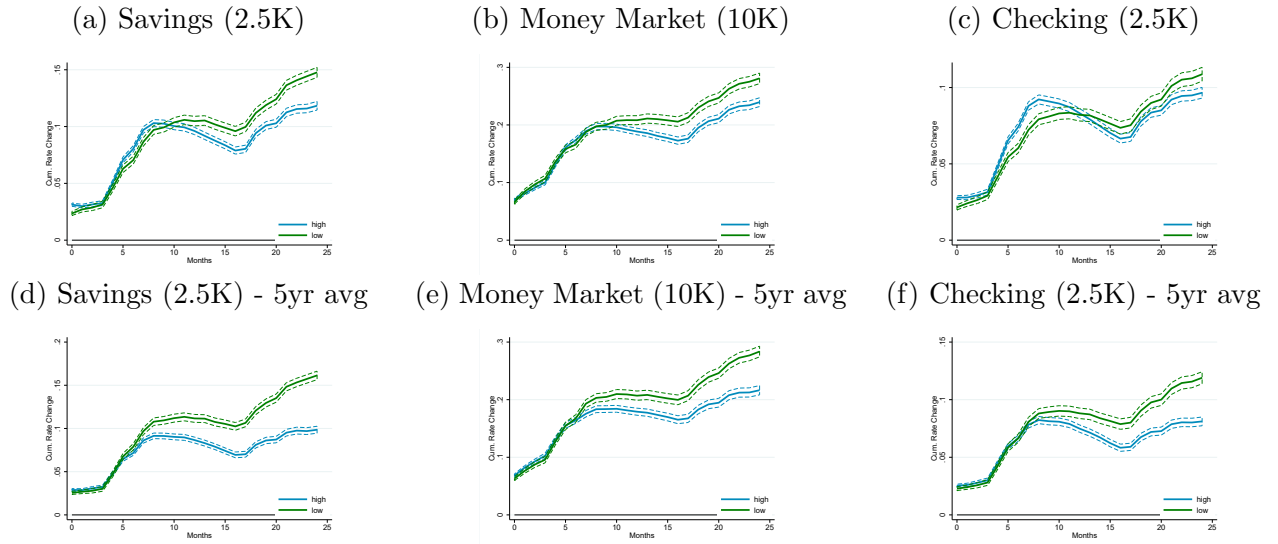 (a) Savings (2.5K)
(b) Money Market (10K)
(c) Checking (2.5K)
Cum. Rate Change
0
.05
.1
.15
0
5
10
15
20
25
Months
high
low
Cum. Rate Change
0
.1
.2
.3
0
5
10
15
20
25
Months
high
low
Cum. Rate Change
0
.05
.1
0
5
10
15
20
25
Months
high
low
(d) Savings (2.5K) - 5yr avg
(e) Money Market (10K) - 5yr avg
(f) Checking (2.5K) - 5yr avg
Cum. Rate Change
0
.05
.1
.15
.2
0
5
10
15
20
25
Months
high
low
Cum. Rate Change
0
.1
.2
.3
0
5
10
15
20
25
Months
high
low
Cum. Rate Change
0
.05
.1
.15
0
5
10
15
20
25
Months
high
low